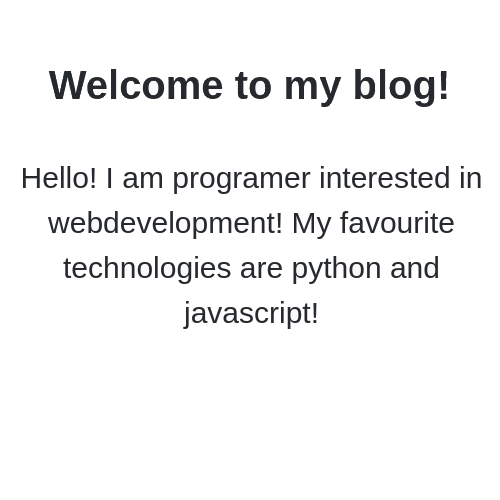 Welcome to my blog!
Hello! I am programer interested in
webdevelopment! My favourite
technologies are python and
javascript!